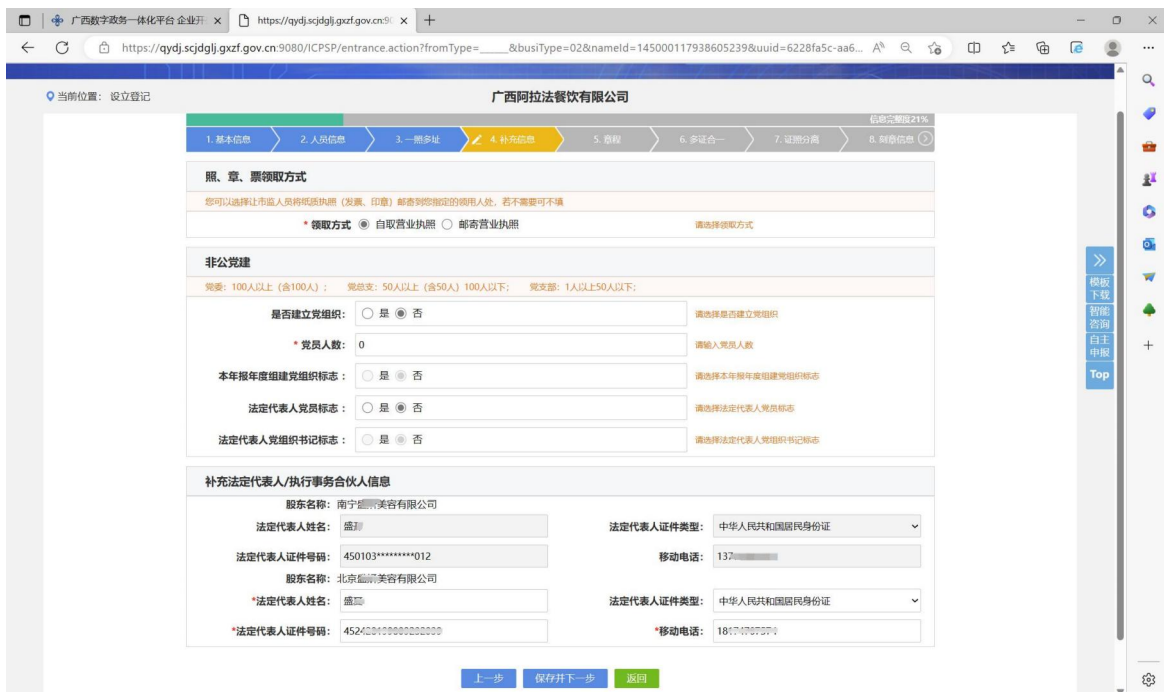 广西数字政务一体化平台 企业开
https://qydj.scjdglj.gxzf.gov.cn:90
https://qydj.scjdglj.gxzf.gov.cn:9080/ICPSP/entrance.action?fromType=_____&busiType=02&nameId=145000117938605239&uuid=6228fa5c-aa6...
当前位置： 设立登记
广西阿拉法餐饮有限公司
信息完整度21%
1. 基本信息 2. 人员信息 3. 一照多址 4. 补充信息 5. 章程 6. 多证合一 7. 证照分离 8. 刻章信息
照、章、票领取方式
您可以选择让市监人员将纸质执照（发票、印章）邮寄到您指定的领用人处，若不需要可不填
* 领取方式 自取营业执照 邮寄营业执照 请选择领取方式
非公党建
党委：100人以上（含100人）； 党总支：50人以上（含50人）100人以下； 党支部：1人以上50人以下；
是否建立党组织： 是 否 请选择是否建立党组织
* 党员人数： 0 请输入党员人数
本年报年度组建党组织标志： 是 否 请选择本年报年度组建党组织标志
法定代表人党员标志： 是 否 请选择法定代表人党员标志
法定代表人党组织书记标志： 是 否 请选择法定代表人党组织书记标志
模板下载
智能咨询
自主申报
Top
补充法定代表人/执行事务合伙人信息
股东名称： 南宁 美容有限公司
法定代表人姓名： 盛 法定代表人证件类型： 中华人民共和国居民身份证
法定代表人证件号码： 450103*********012 移动电话： 137
股东名称： 北京 美容有限公司
*法定代表人姓名： 盛 法定代表人证件类型： 中华人民共和国居民身份证
*法定代表人证件号码： 4524 *移动电话： 18
上一步 保存并下一步 返回